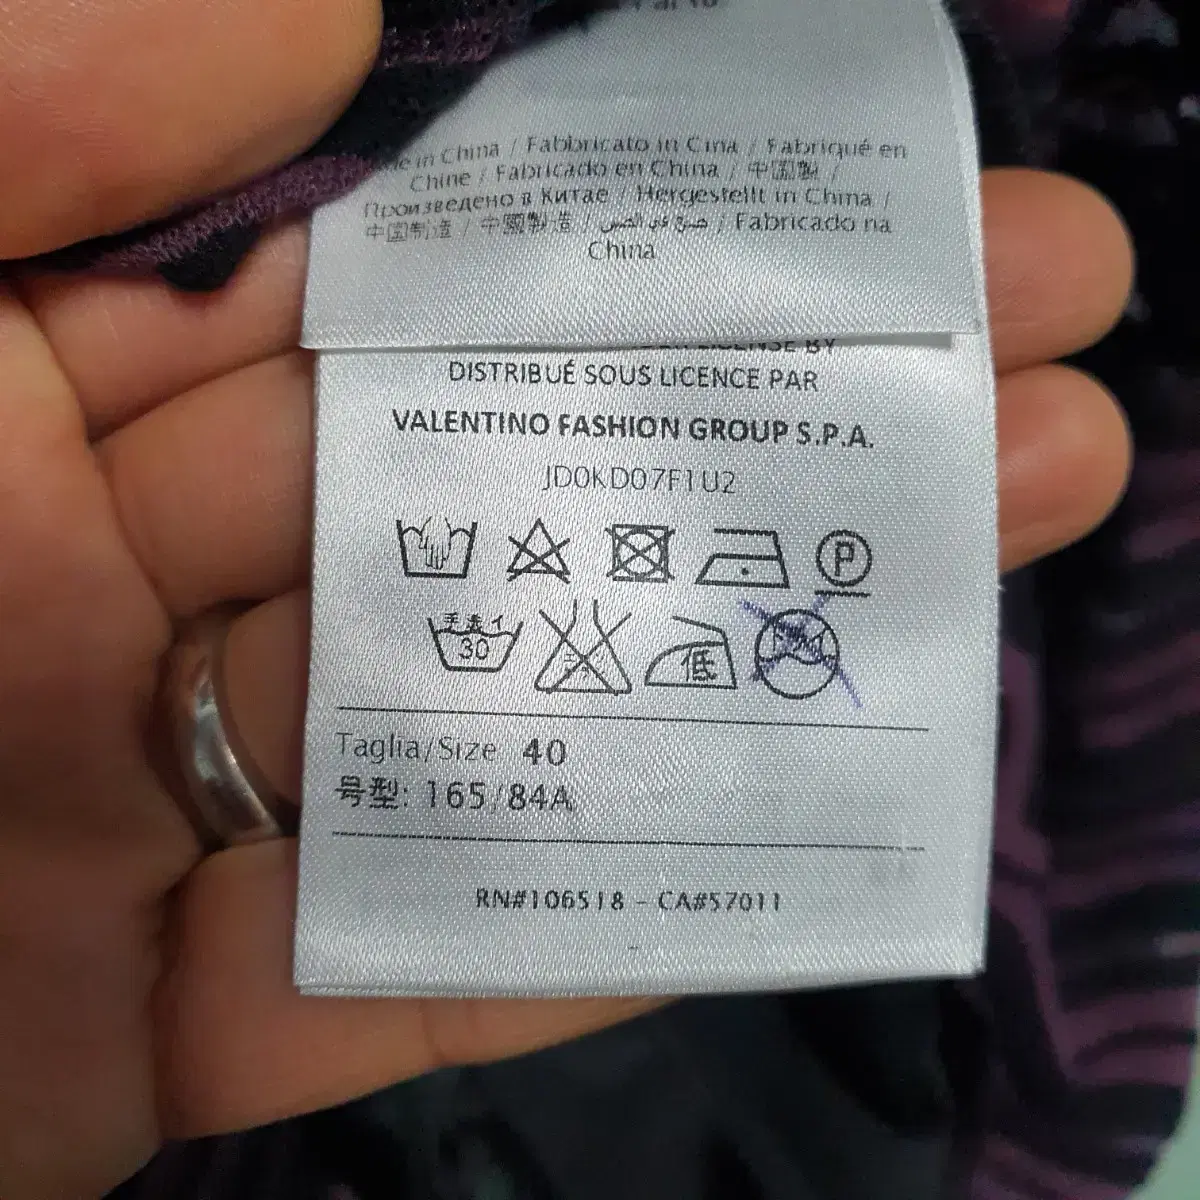 in China / Fabbricato in Cina / Fabriqué en
Chine / Fabricado en China / 中国製 /
Произведено в Китае / Hergestellt in China /
中国制造 / 中國製造 / صنع في الصين / Fabricado na
China
LICENSE BY
DISTRIBUÉ SOUS LICENCE PAR
VALENTINO FASHION GROUP S.P.A.
JD0KD07F1U2
P
手洗イ
30
低
Taglia/Size 40
号型: 165/84A
RN#106518 - CA#57011